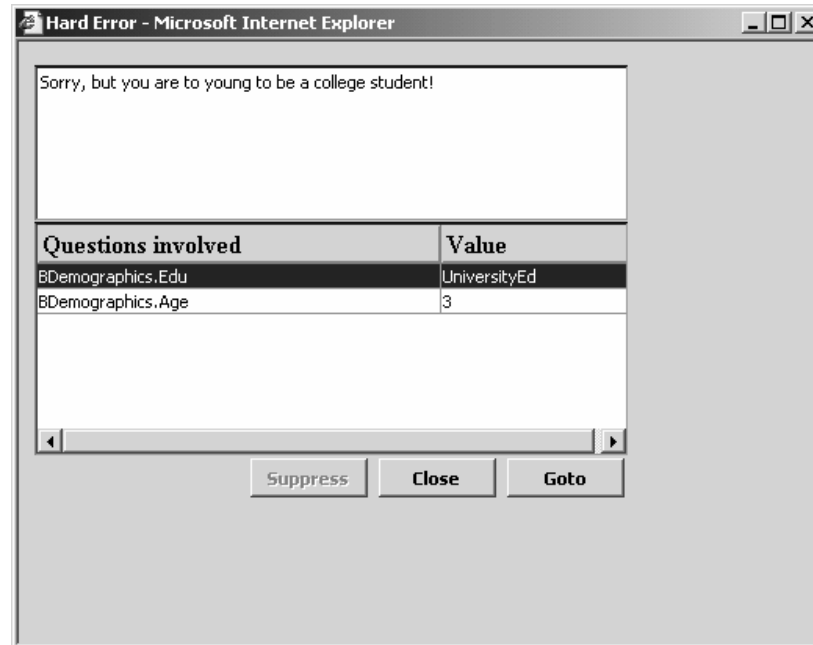 Hard Error - Microsoft Internet Explorer
Sorry, but you are to young to be a college student!
Questions involved Value
BDemographics.Edu UniversityEd
BDemographics.Age 3
Suppress Close Goto